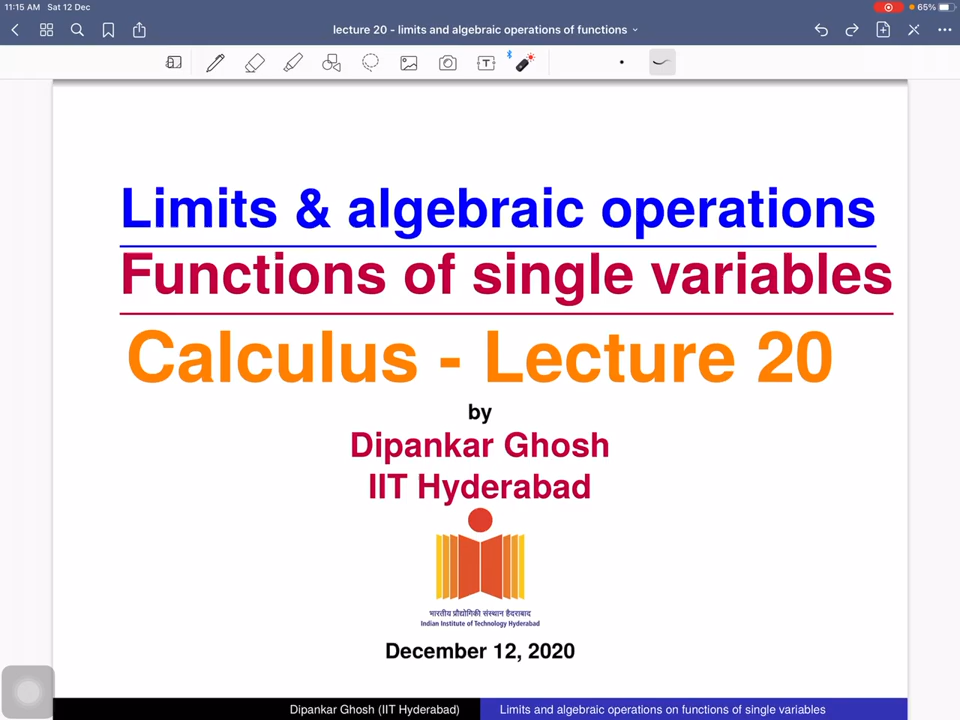 11:15 AM Sat 12 Dec
65%
lecture 20 - limits and algebraic operations of functions
T
Limits & algebraic operations
Functions of single variables
Calculus - Lecture 20
by
Dipankar Ghosh
IIT Hyderabad
भारतीय प्रौद्योगिकी संस्थान हैदराबाद
Indian Institute of Technology Hyderabad
December 12, 2020
Dipankar Ghosh (IIT Hyderabad)
Limits and algebraic operations on functions of single variables